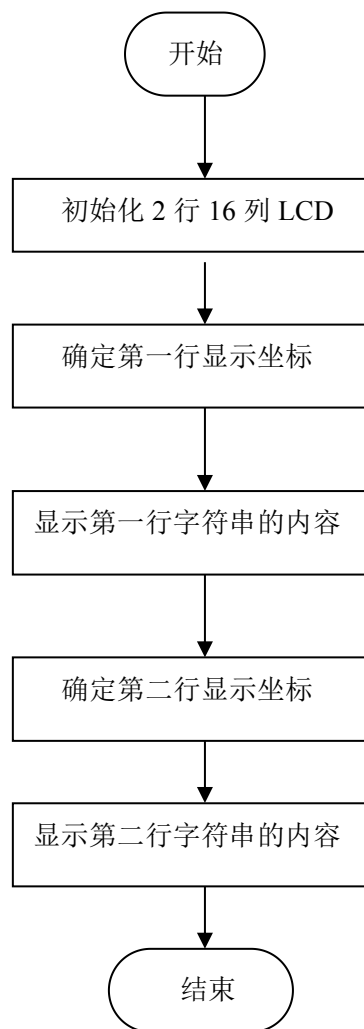 开始
初始化 2 行 16 列 LCD
确定第一行显示坐标
显示第一行字符串的内容
确定第二行显示坐标
显示第二行字符串的内容
结束